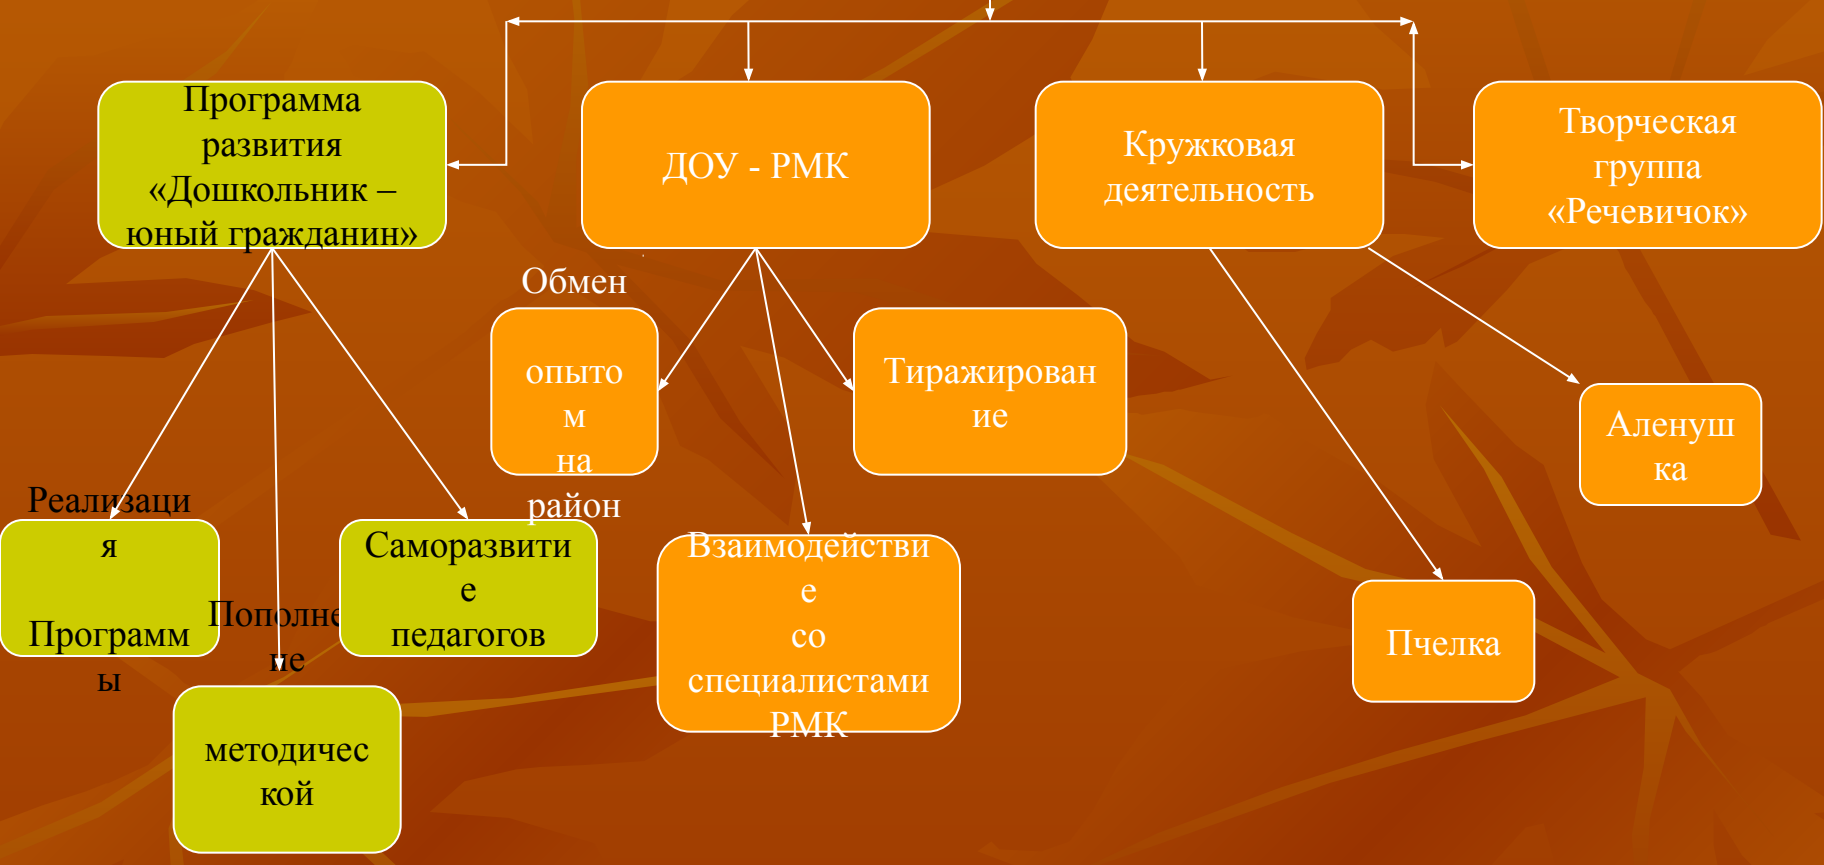 Программа
развития
«Дошкольник –
юный гражданин»
ДОУ - РМК
Кружковая
деятельность
Творческая
группа
«Речевичок»
Обмен
опыто
м
на
район
Тиражирован
ие
Аленуш
ка
Реализаци
я
Программ
ы
Пополне
ие
методичес
кой
Саморазвити
е
педагогов
Взаимодействи
е
со
специалистами
РМК
Пчелка